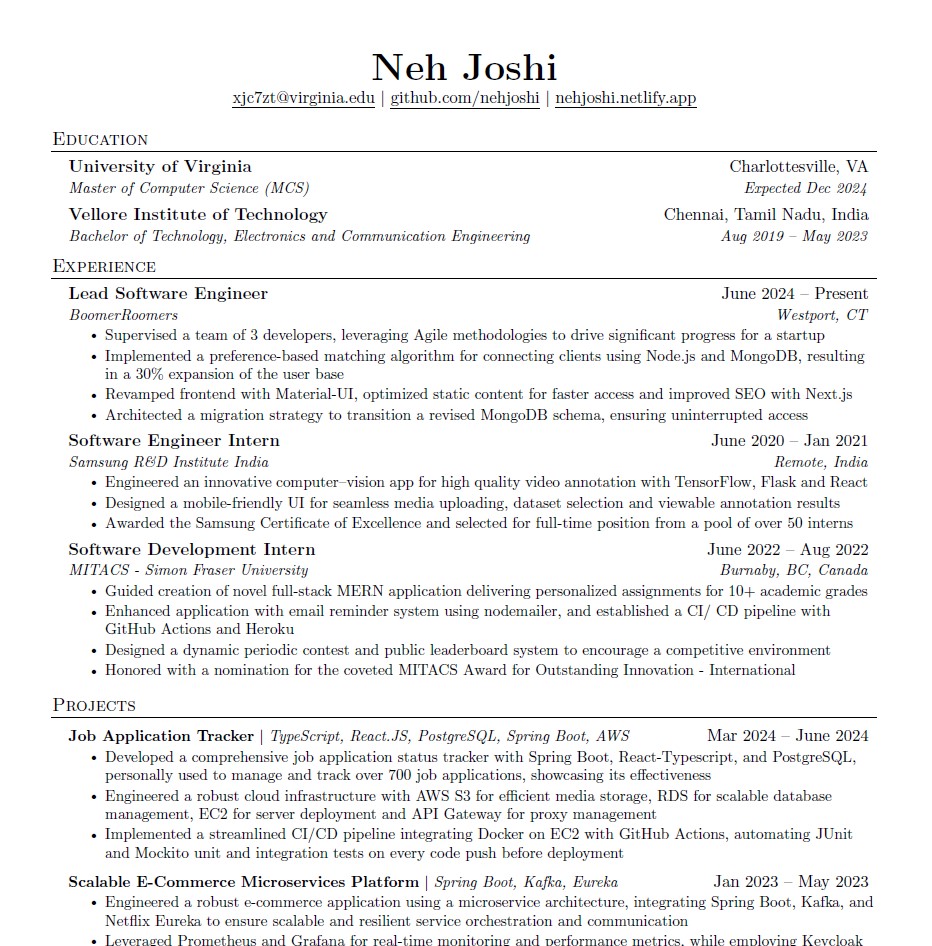 Neh Joshi
xjc7zt@virginia.edu | github.com/nehjoshi | nehjoshi.netlify.app
Education
University of Virginia Charlottesville, VA
Master of Computer Science (MCS) Expected Dec 2024
Vellore Institute of Technology Chennai, Tamil Nadu, India
Bachelor of Technology, Electronics and Communication Engineering Aug 2019 – May 2023
Experience
Lead Software Engineer June 2024 – Present
BoomerRoomers Westport, CT
• Supervised a team of 3 developers, leveraging Agile methodologies to drive significant progress for a startup
• Implemented a preference-based matching algorithm for connecting clients using Node.js and MongoDB, resulting
in a 30% expansion of the user base
• Revamped frontend with Material-UI, optimized static content for faster access and improved SEO with Next.js
• Architected a migration strategy to transition a revised MongoDB schema, ensuring uninterrupted access
Software Engineer Intern June 2020 – Jan 2021
Samsung R&D Institute India Remote, India
• Engineered an innovative computer–vision app for high quality video annotation with TensorFlow, Flask and React
• Designed a mobile-friendly UI for seamless media uploading, dataset selection and viewable annotation results
• Awarded the Samsung Certificate of Excellence and selected for full-time position from a pool of over 50 interns
Software Development Intern June 2022 – Aug 2022
MITACS - Simon Fraser University Burnaby, BC, Canada
• Guided creation of novel full-stack MERN application delivering personalized assignments for 10+ academic grades
• Enhanced application with email reminder system using nodemailer, and established a CI/ CD pipeline with
GitHub Actions and Heroku
• Designed a dynamic periodic contest and public leaderboard system to encourage a competitive environment
• Honored with a nomination for the coveted MITACS Award for Outstanding Innovation - International
Projects
Job Application Tracker | TypeScript, React.JS, PostgreSQL, Spring Boot, AWS Mar 2024 – June 2024
• Developed a comprehensive job application status tracker with Spring Boot, React-Typescript, and PostgreSQL,
personally used to manage and track over 700 job applications, showcasing its effectiveness
• Engineered a robust cloud infrastructure with AWS S3 for efficient media storage, RDS for scalable database
management, EC2 for server deployment and API Gateway for proxy management
• Implemented a streamlined CI/CD pipeline integrating Docker on EC2 with GitHub Actions, automating JUnit
and Mockito unit and integration tests on every code push before deployment
Scalable E-Commerce Microservices Platform | Spring Boot, Kafka, Eureka Jan 2023 – May 2023
• Engineered a robust e-commerce application using a microservice architecture, integrating Spring Boot, Kafka, and
Netflix Eureka to ensure scalable and resilient service orchestration and communication
• Leveraged Prometheus and Grafana for real-time monitoring and performance metrics, while employing Keycloak